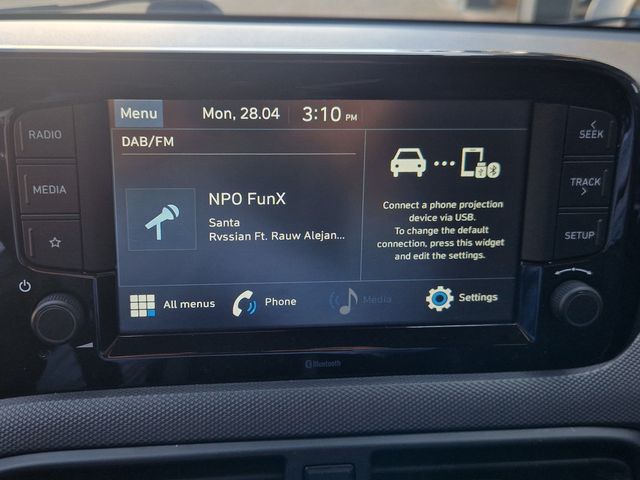 Menu Mon, 28.04 3:10 PM
DAB/FM
RADIO
MEDIA
NPO FunX
Santa
Rvssian Ft. Rauw Alejan...
Connect a phone projection
device via USB.
To change the default
connection, press this widget
and edit the settings.
SEEK
TRACK
SETUP
All menus
Phone
Media
Settings
Bluetooth